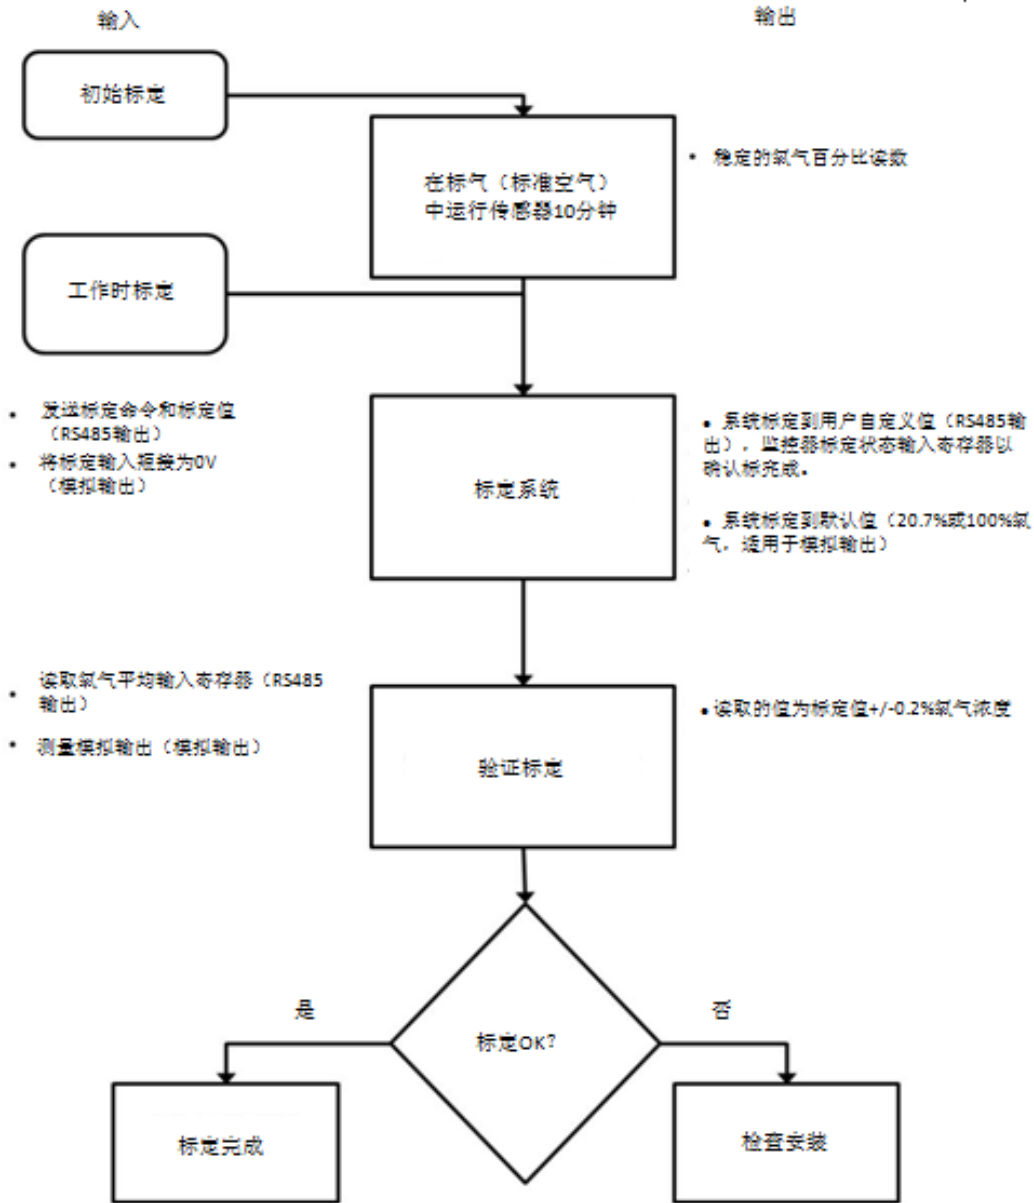 输入
输出
初始标定
在标气（标准空气）
中运行传感器10分钟
• 稳定的氧气百分比读数
工作时标定
• 发送标定命令和标定值
（RS485输出）
• 将标定输入短接为0V
（模拟输出）
标定系统
• 系统标定到用户自定义值（RS485输
出），监控器标定状态输入寄存器以
确认标完成。
• 系统标定到默认值（20.7%或100%氧
气，适用于模拟输出）
• 读取氧气平均输入寄存器（RS485
输出）
• 测量模拟输出（模拟输出）
验证标定
• 读取的值为标定值+/-0.2%氧气浓度
是
否
标定OK?
标定完成
检查安装